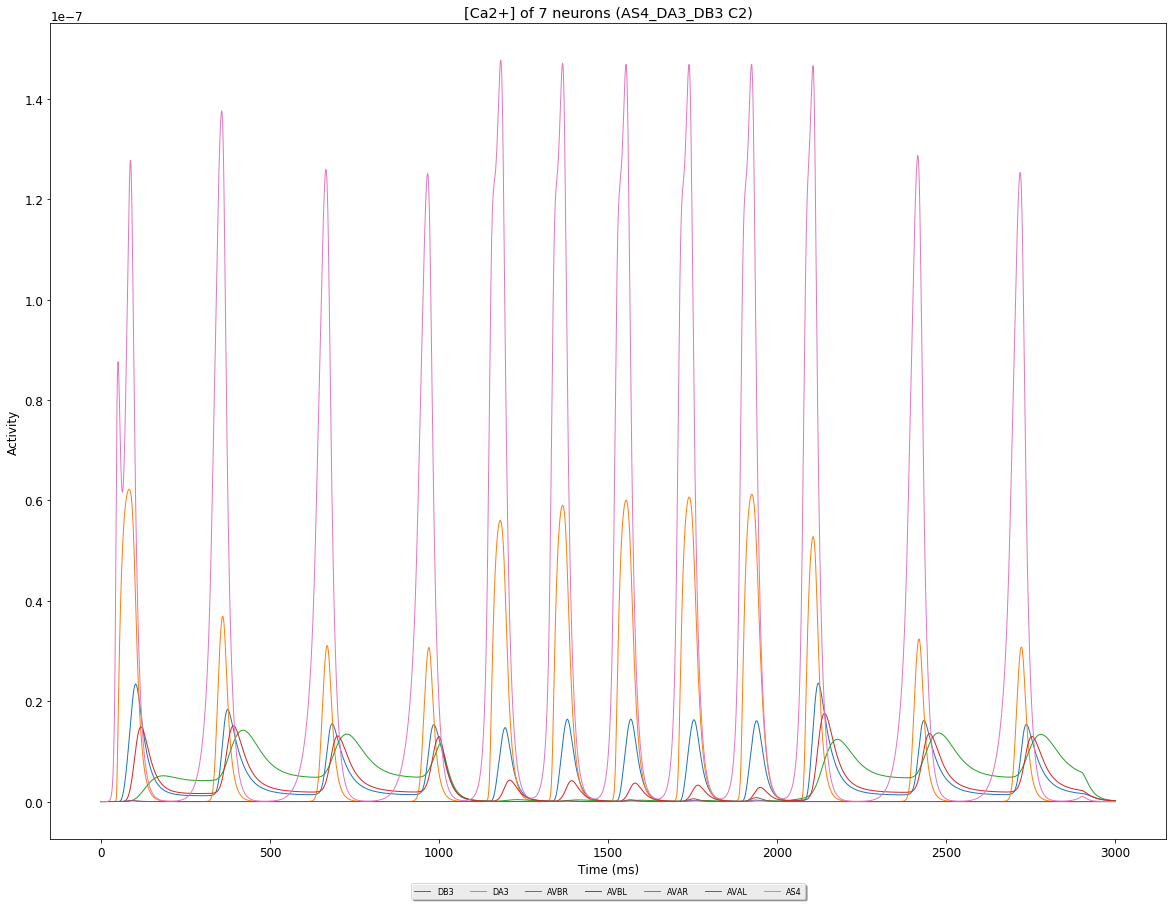 [Ca2+] of 7 neurons (AS4_DA3_DB3 C2)
1e−7
1.4
1.2
1.0
0.8
0.6
0.4
0.2
0.0
Activity
0 500 1000 1500 2000 2500 3000
Time (ms)
DB3 DA3 AVBR AVBL AVAR AVAL AS4